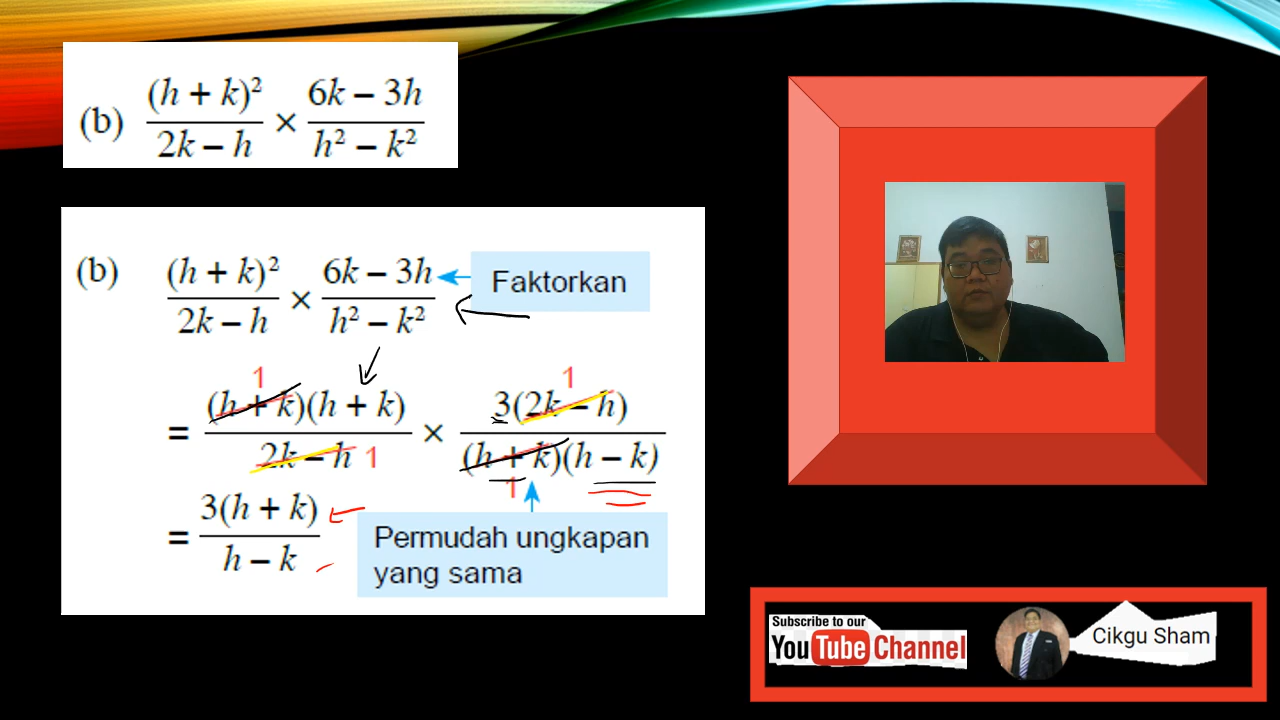 (b) (h + k)² / 2k – h × 6k – 3h / h² – k²
(b) (h + k)² / 2k – h × 6k – 3h / h² – k²
Faktorkan
= (h + k)(h + k) / 2k – h × 3(2k – h) / (h + k)(h – k)
1
1
1
1
= 3(h + k) / h – k
Permudah ungkapan
yang sama
Subscribe to our
YouTube Channel
Cikgu Sham